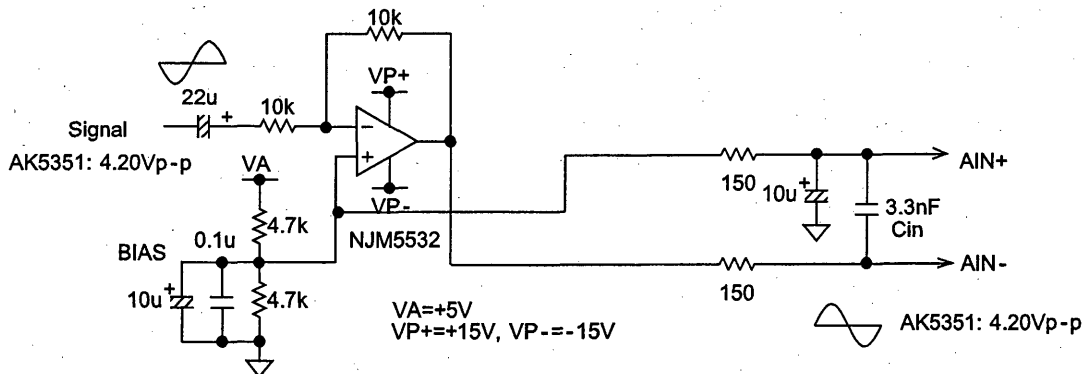 10k
VP+
22u
+
10k
Signal
AK5351: 4.20Vp-p
−
+
VA
VP-
NJM5532
4.7k
BIAS
0.1u
10u
+
4.7k
150
10u
+
AIN+
3.3nF
Cin
150
AIN-
VA=+5V
VP+=+15V, VP-=-15V
AK5351: 4.20Vp-p